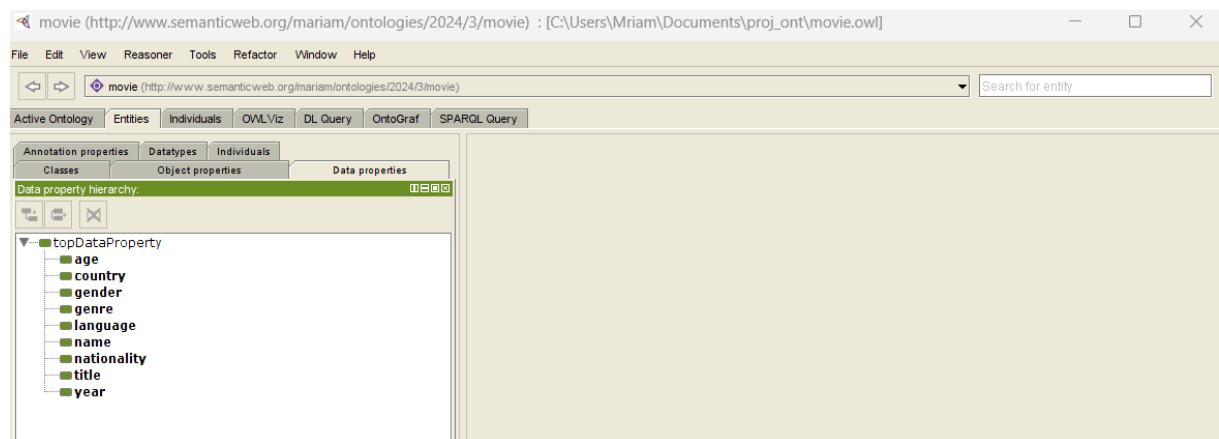 movie (http://www.semanticweb.org/mariam/ontologies/2024/3/movie) : [C:\Users\Mriam\Documents\proj_ont\movie.owl]
File Edit View Reasoner Tools Refactor Window Help
movie (http://www.semanticweb.org/mariam/ontologies/2024/3/movie) Search for entity
Active Ontology Entities Individuals OWLViz DL Query OntoGraf SPARQL Query
Annotation properties Datatypes Individuals
Classes Object properties Data properties
Data property hierarchy:
topDataProperty
age
country
gender
genre
language
name
nationality
title
year